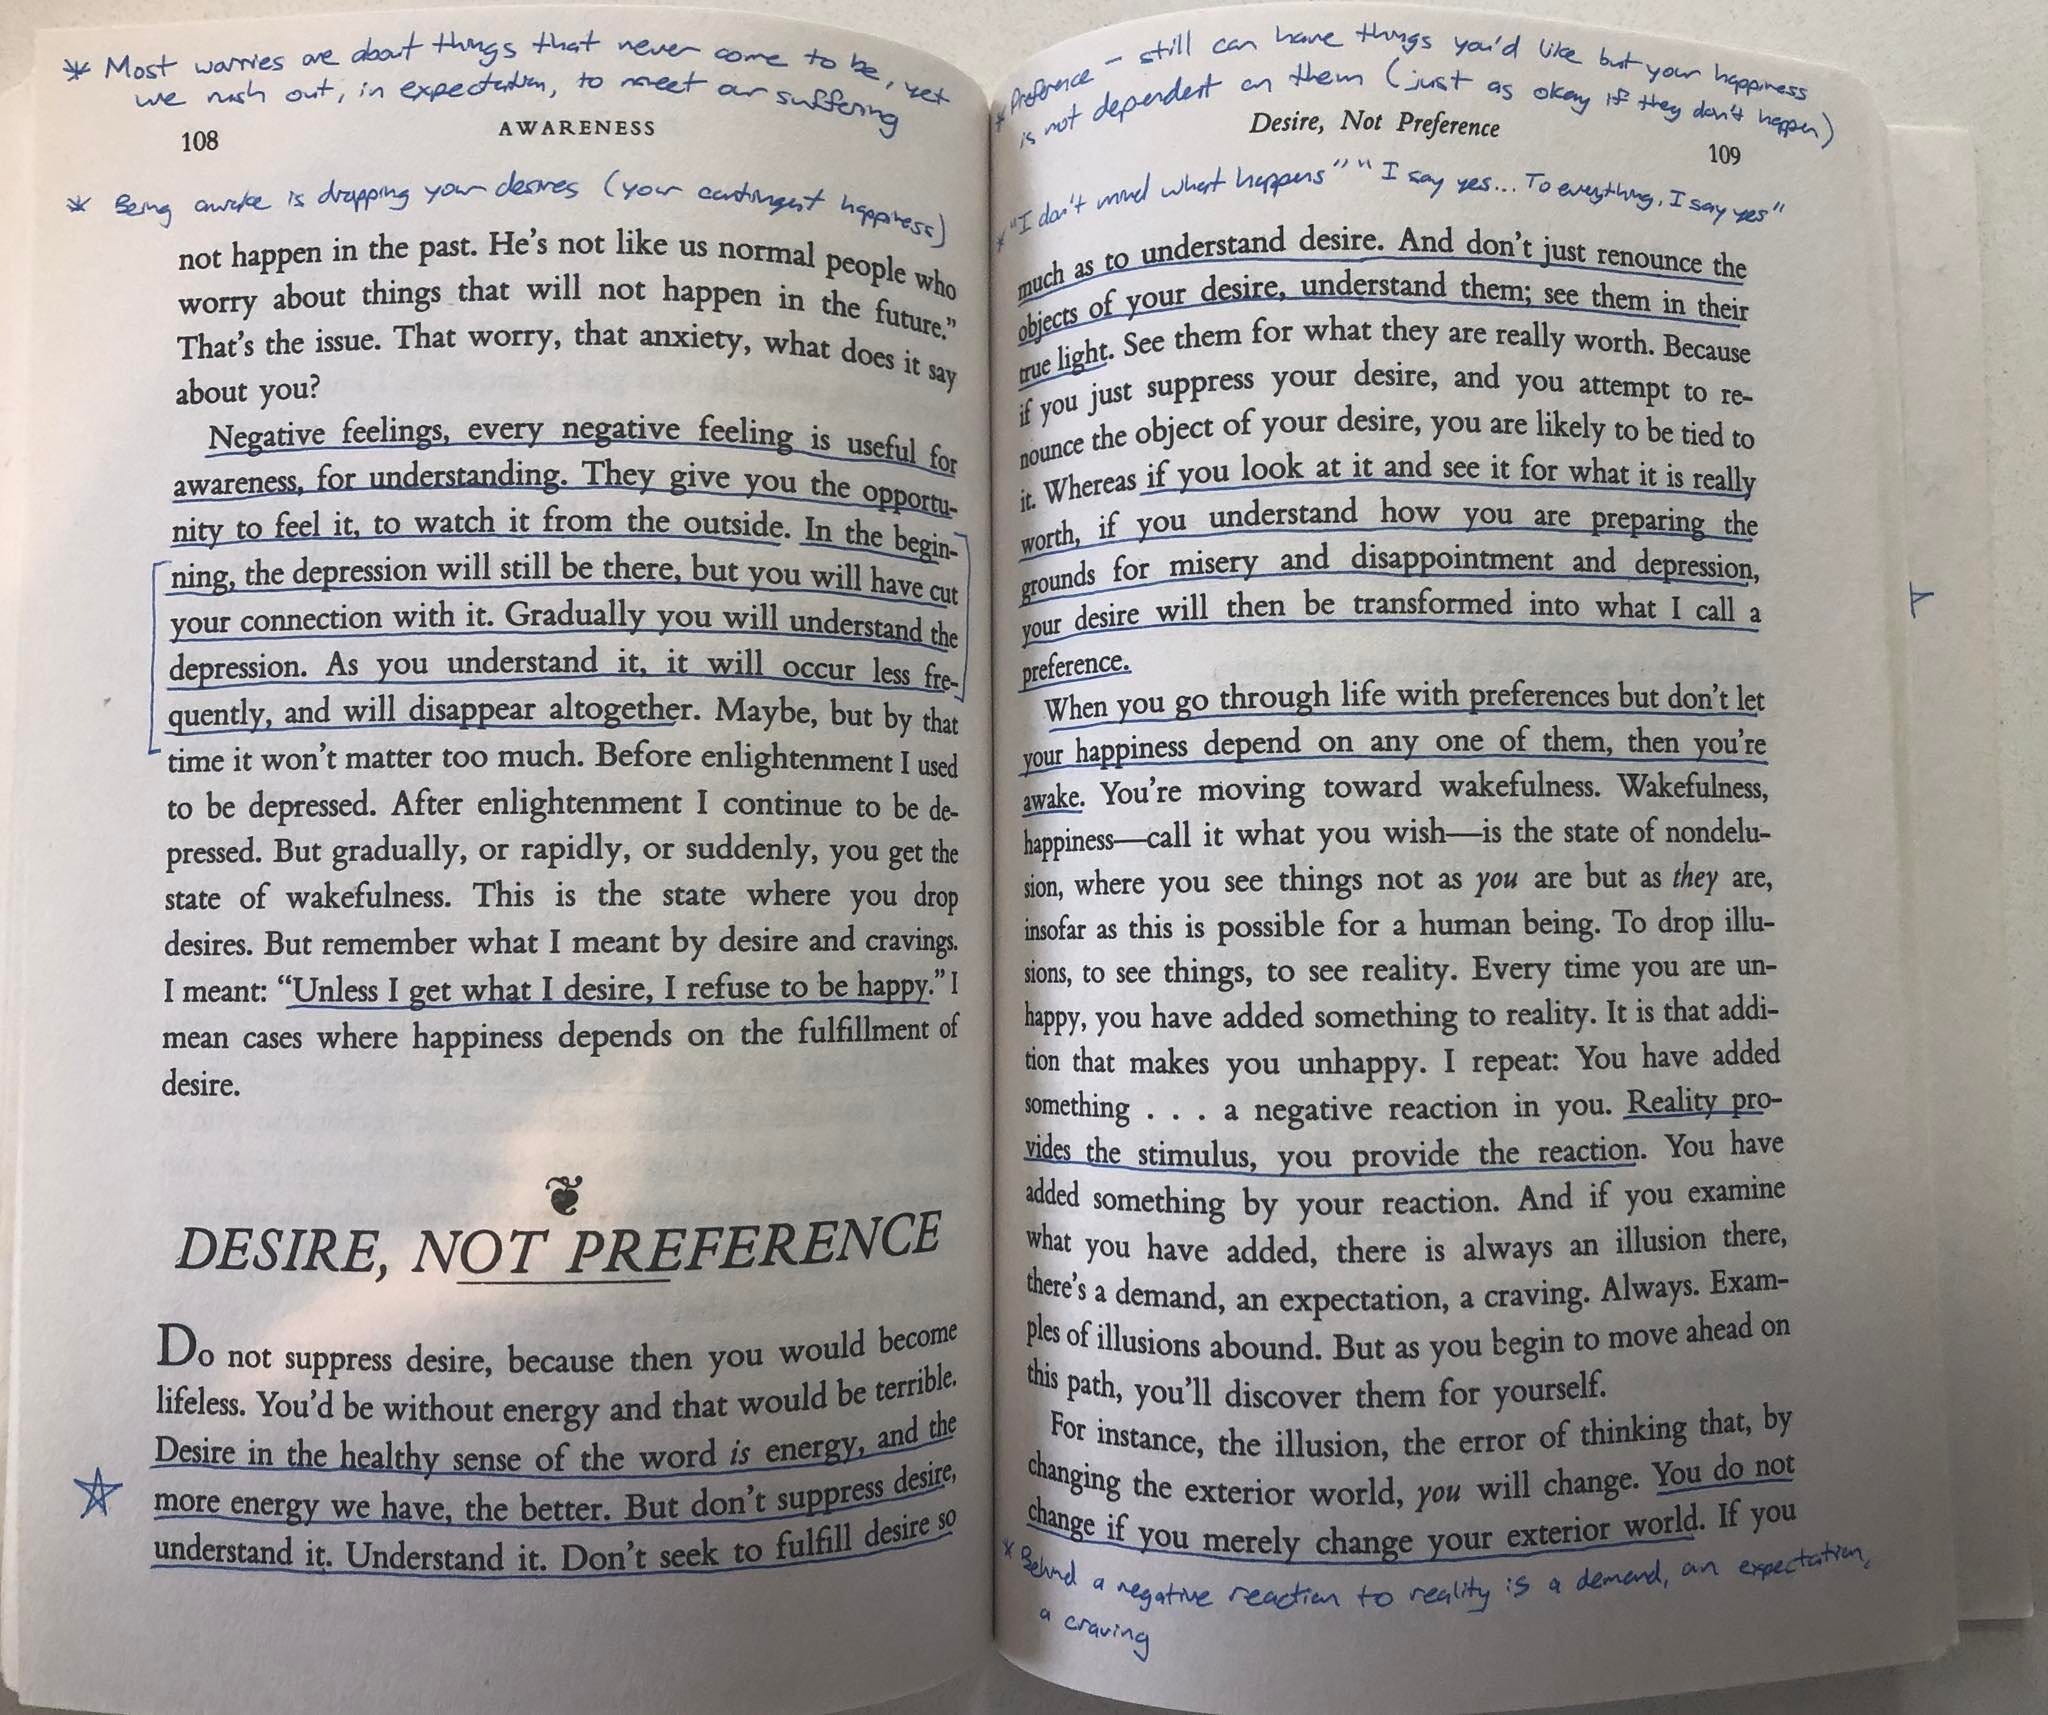 * Most worries are about things that never come to be, yet
we rush out, in expectation, to meet our suffering
108 AWARENESS
* Being awake is dropping your desires (your contingent happiness)
not happen in the past. He's not like us normal people who
worry about things that will not happen in the future."
That's the issue. That worry, that anxiety, what does it say
about you?
Negative feelings, every negative feeling is useful for
awareness, for understanding. They give you the opportu-
nity to feel it, to watch it from the outside. In the begin-
ning, the depression will still be there, but you will have cut
your connection with it. Gradually you will understand the
depression. As you understand it, it will occur less fre-
quently, and will disappear altogether. Maybe, but by that
time it won't matter too much. Before enlightenment I used
to be depressed. After enlightenment I continue to be de-
pressed. But gradually, or rapidly, or suddenly, you get the
state of wakefulness. This is the state where you drop
desires. But remember what I meant by desire and cravings.
I meant: "Unless I get what I desire, I refuse to be happy." I
mean cases where happiness depends on the fulfillment of
desire.
DESIRE, NOT PREFERENCE
Do not suppress desire, because then you would become
lifeless. You'd be without energy and that would be terrible.
Desire in the healthy sense of the word is energy, and the
more energy we have, the better. But don't suppress desire,
understand it. Understand it. Don't seek to fulfill desire so
* Preference - still can have things you'd like but your happiness
is not dependent on them (just as okay if they don't happen)
Desire, Not Preference
109
* "I don't mind what happens" "I say yes... To everything, I say yes"
much as to understand desire. And don't just renounce the
objects of your desire, understand them; see them in their
true light. See them for what they are really worth. Because
if you just suppress your desire, and you attempt to re-
nounce the object of your desire, you are likely to be tied to
it. Whereas if you look at it and see it for what it is really
worth, if you understand how you are preparing the
grounds for misery and disappointment and depression,
your desire will then be transformed into what I call a
preference.
When you go through life with preferences but don't let
your happiness depend on any one of them, then you're
awake. You're moving toward wakefulness. Wakefulness,
happiness—call it what you wish—is the state of nondelu-
sion, where you see things not as you are but as they are,
insofar as this is possible for a human being. To drop illu-
sions, to see things, to see reality. Every time you are un-
happy, you have added something to reality. It is that addi-
tion that makes you unhappy. I repeat: You have added
something . . . a negative reaction in you. Reality pro-
vides the stimulus, you provide the reaction. You have
added something by your reaction. And if you examine
what you have added, there is always an illusion there,
there's a demand, an expectation, a craving. Always. Exam-
ples of illusions abound. But as you begin to move ahead on
this path, you'll discover them for yourself.
For instance, the illusion, the error of thinking that, by
changing the exterior world, you will change. You do not
change if you merely change your exterior world. If you
* Behind a negative reaction to reality is a demand, an expectation,
a craving